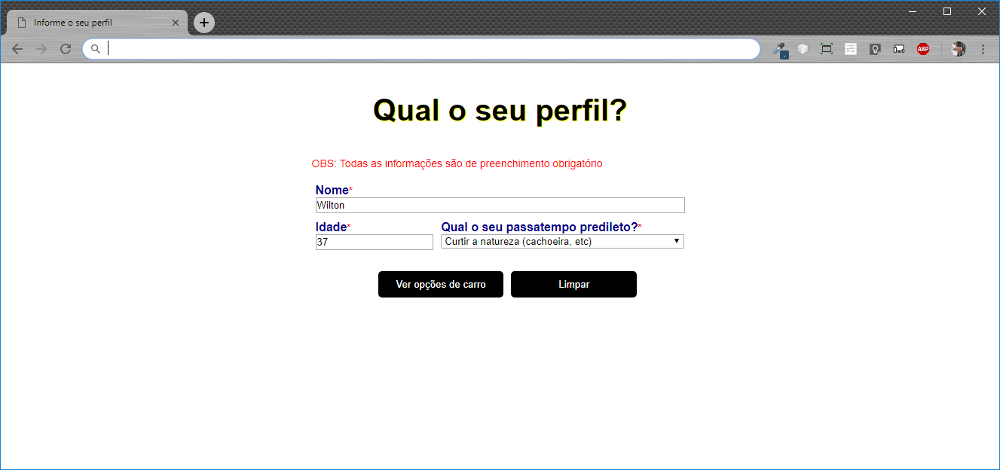 Informe o seu perfil
ABP
Qual o seu perfil?
OBS: Todas as informações são de preenchimento obrigatório
Nome*
Wilton
Idade* Qual o seu passatempo predileto?*
37 Curtir a natureza (cachoeira, etc)
Ver opções de carro Limpar